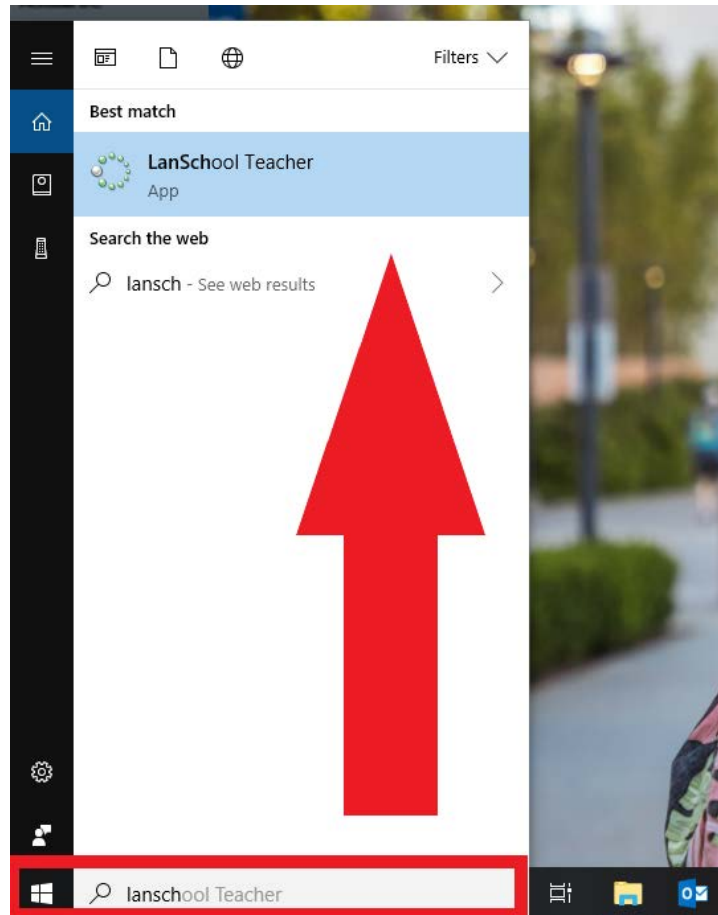 Filters
Best match
LanSchool Teacher
App
Search the web
lansch - See web results
lanschool Teacher